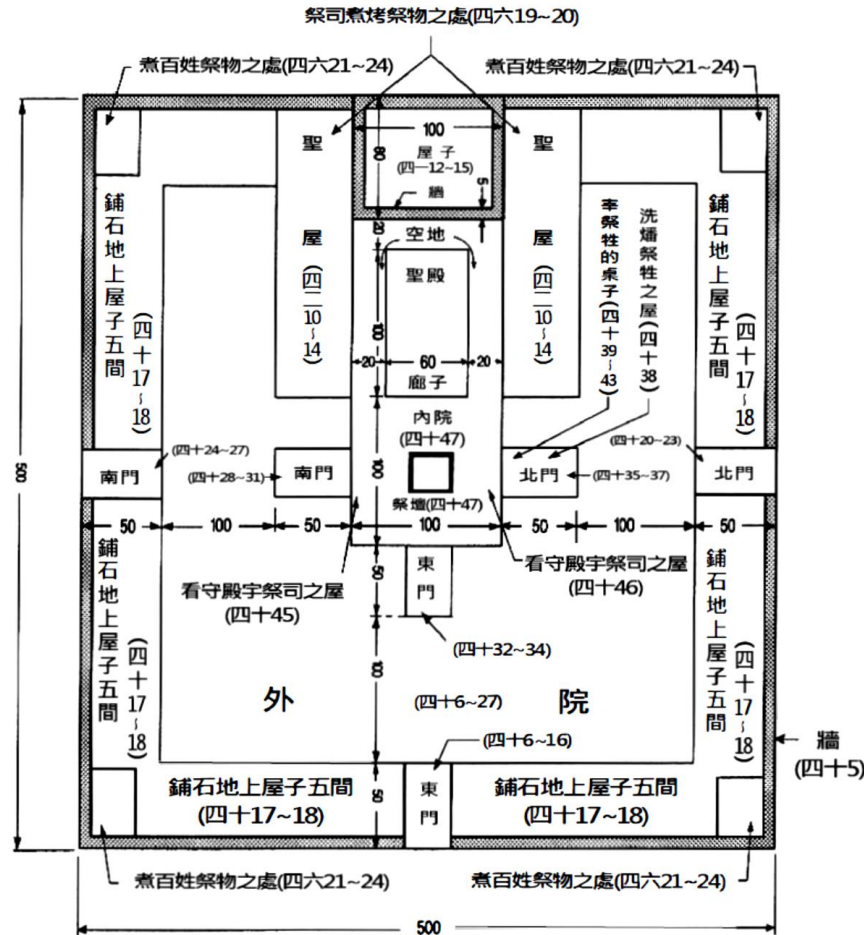 祭司煮烤祭物之處(四六19~20)
煮百姓祭物之處(四六21~24)
煮百姓祭物之處(四六21~24)
100
屋子
(四一12~15)
牆
5
80
20
聖屋(四二10~14)
聖屋(四二10~14)
空地
聖殿
100
20
60
20
廊子
宰祭牲的桌子(四十39~43)
洗燔祭牲之屋(四十38)
鋪石地上屋子五間(四十17~18)
鋪石地上屋子五間(四十17~18)
內院
(四十47)
祭壇(四十47)
100
(四十24~27)
南門
(四十28~31)
南門
北門
(四十35~37)
(四十20~23)
北門
500
50
100
50
100
50
100
50
看守殿宇祭司之屋
(四十45)
看守殿宇祭司之屋
(四十46)
東門
50
(四十32~34)
100
鋪石地上屋子五間(四十17~18)
鋪石地上屋子五間(四十17~18)
外
(四十6~27)
院
(四十6~16)
牆
(四十5)
鋪石地上屋子五間
(四十17~18)
50
東門
鋪石地上屋子五間
(四十17~18)
煮百姓祭物之處(四六21~24)
煮百姓祭物之處(四六21~24)
500